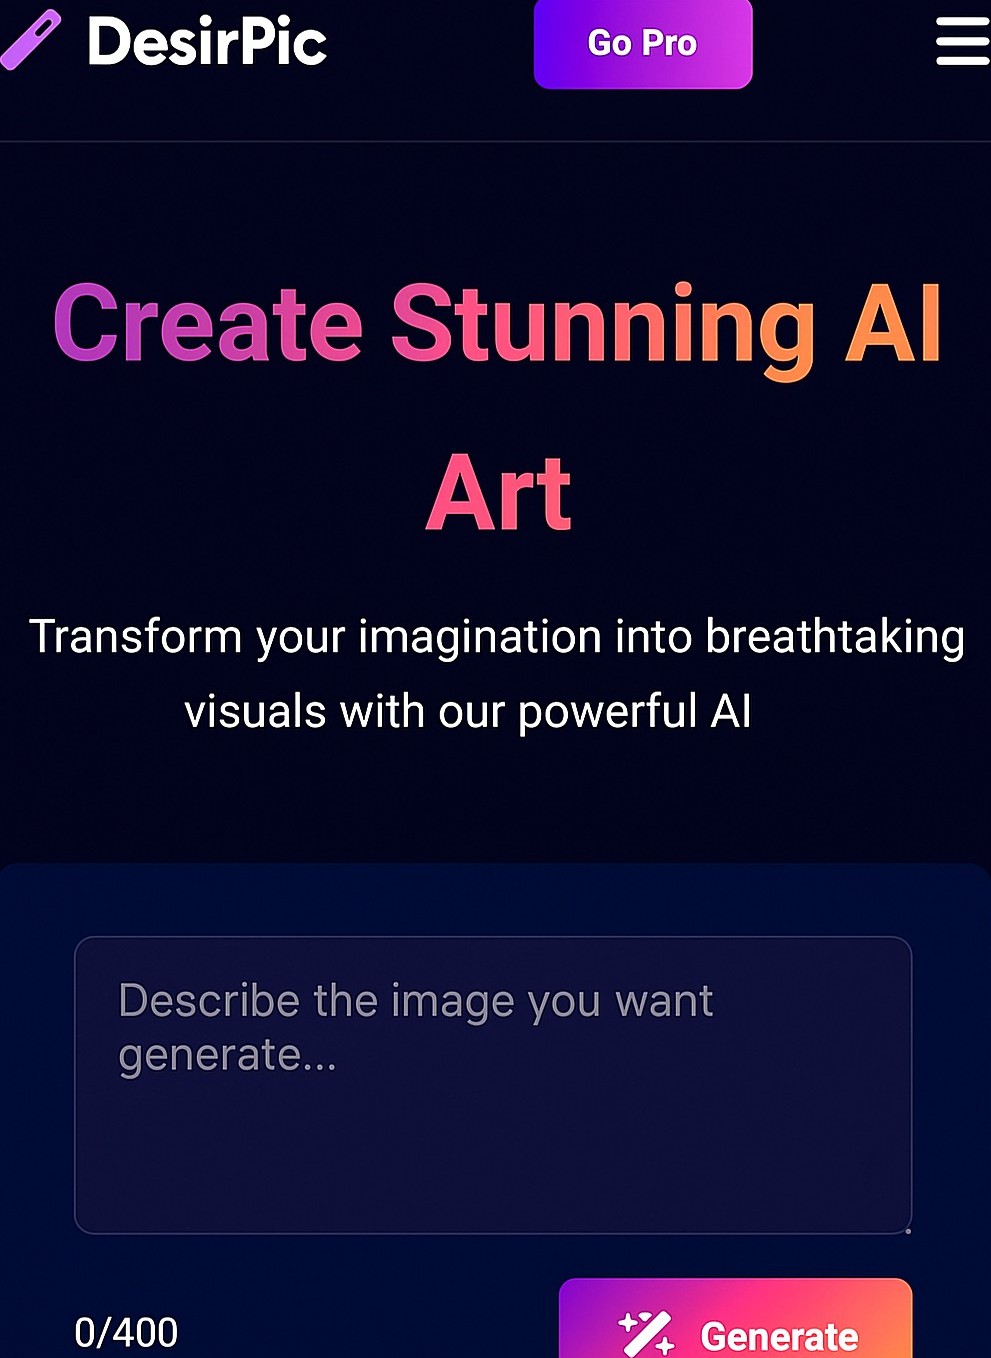 DesirPic
Go Pro
Create Stunning AI
Art
Transform your imagination into breathtaking
visuals with our powerful AI
Describe the image you want
generate...
0/400
Generate